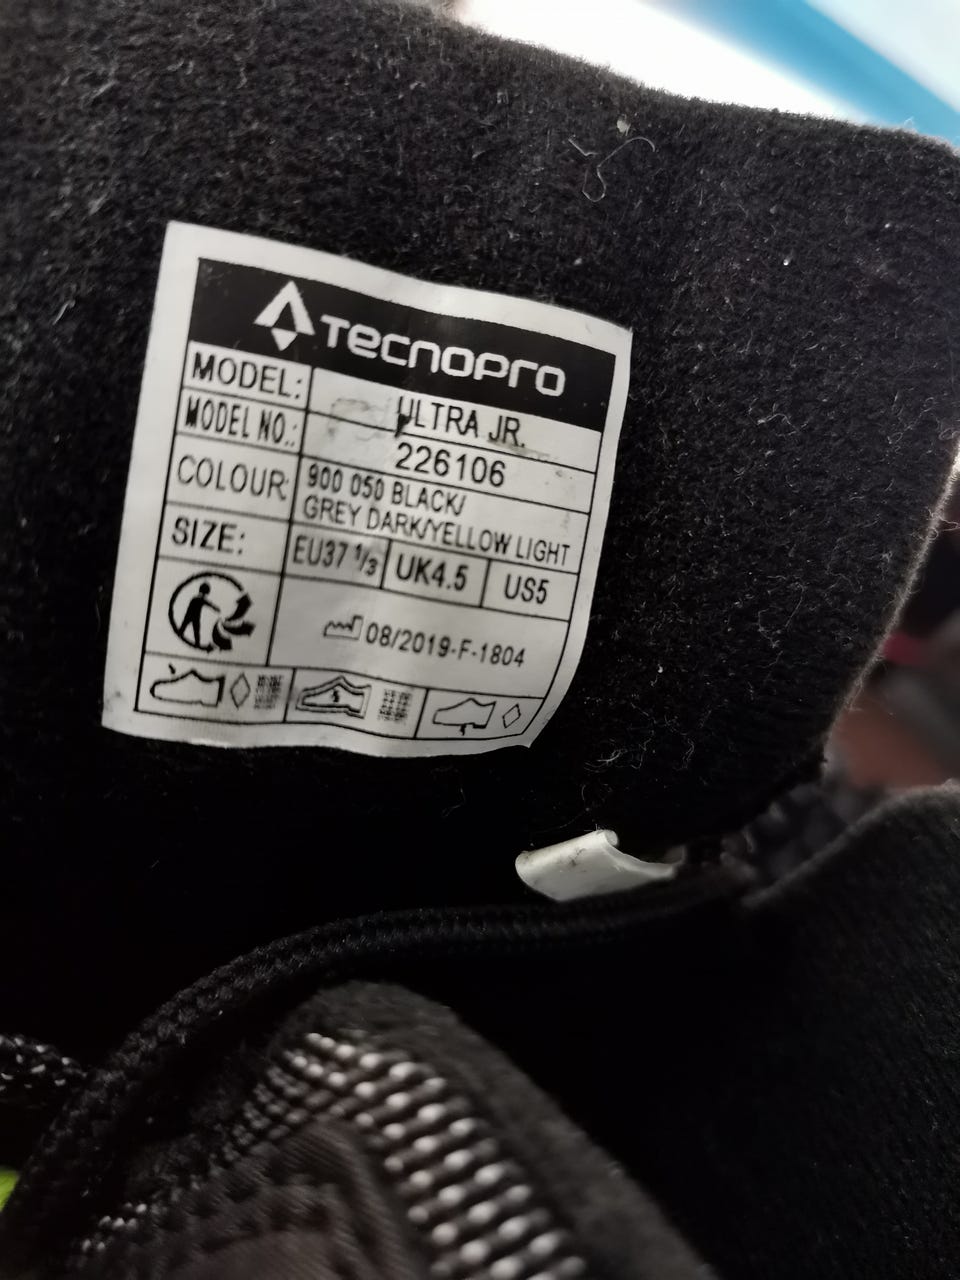 TECNOPRO
MODEL: ULTRA JR.
MODEL NO.: 226106
COLOUR: 900 050 BLACK/
GREY DARK/YELLOW LIGHT
SIZE: EU37 1/3 UK4.5 US5
08/2019-F-1804